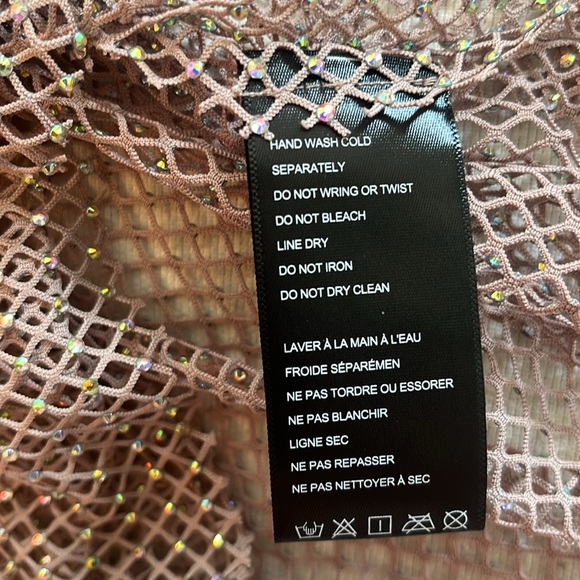 HAND WASH COLD
SEPARATELY
DO NOT WRING OR TWIST
DO NOT BLEACH
LINE DRY
DO NOT IRON
DO NOT DRY CLEAN
LAVER À LA MAIN À L'EAU
FROIDE SÉPARÉMEN
NE PAS TORDRE OU ESSORER
NE PAS BLANCHIR
LIGNE SEC
NE PAS REPASSER
NE PAS NETTOYER À SEC